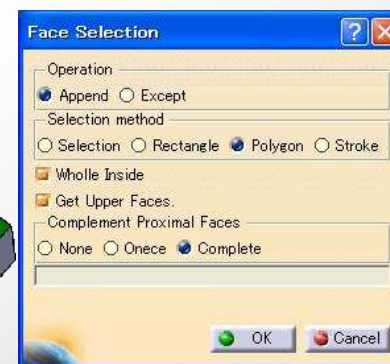 Face Selection
Operation
Append Except
Selection method
Selection Rectangle Polygon Stroke
Wholle Inside
Get Upper Faces.
Complement Proximal Faces
None Onece Complete
OK Cancel